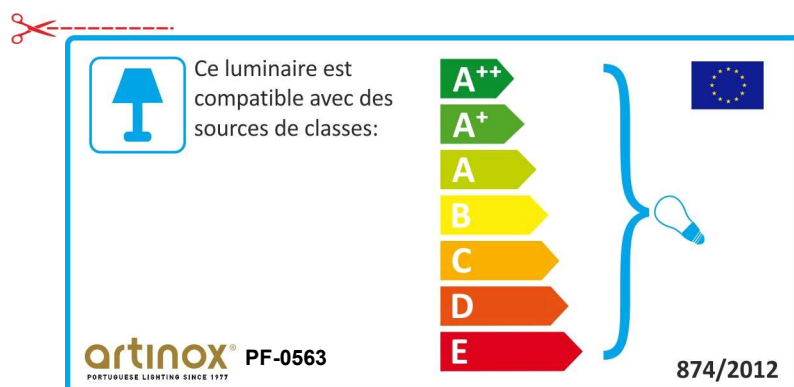 Ce luminaire est
compatible avec des
sources de classes:
A++
A+
A
B
C
D
E
artinox® PF-0563
PORTUGUESE LIGHTING SINCE 1977
874/2012